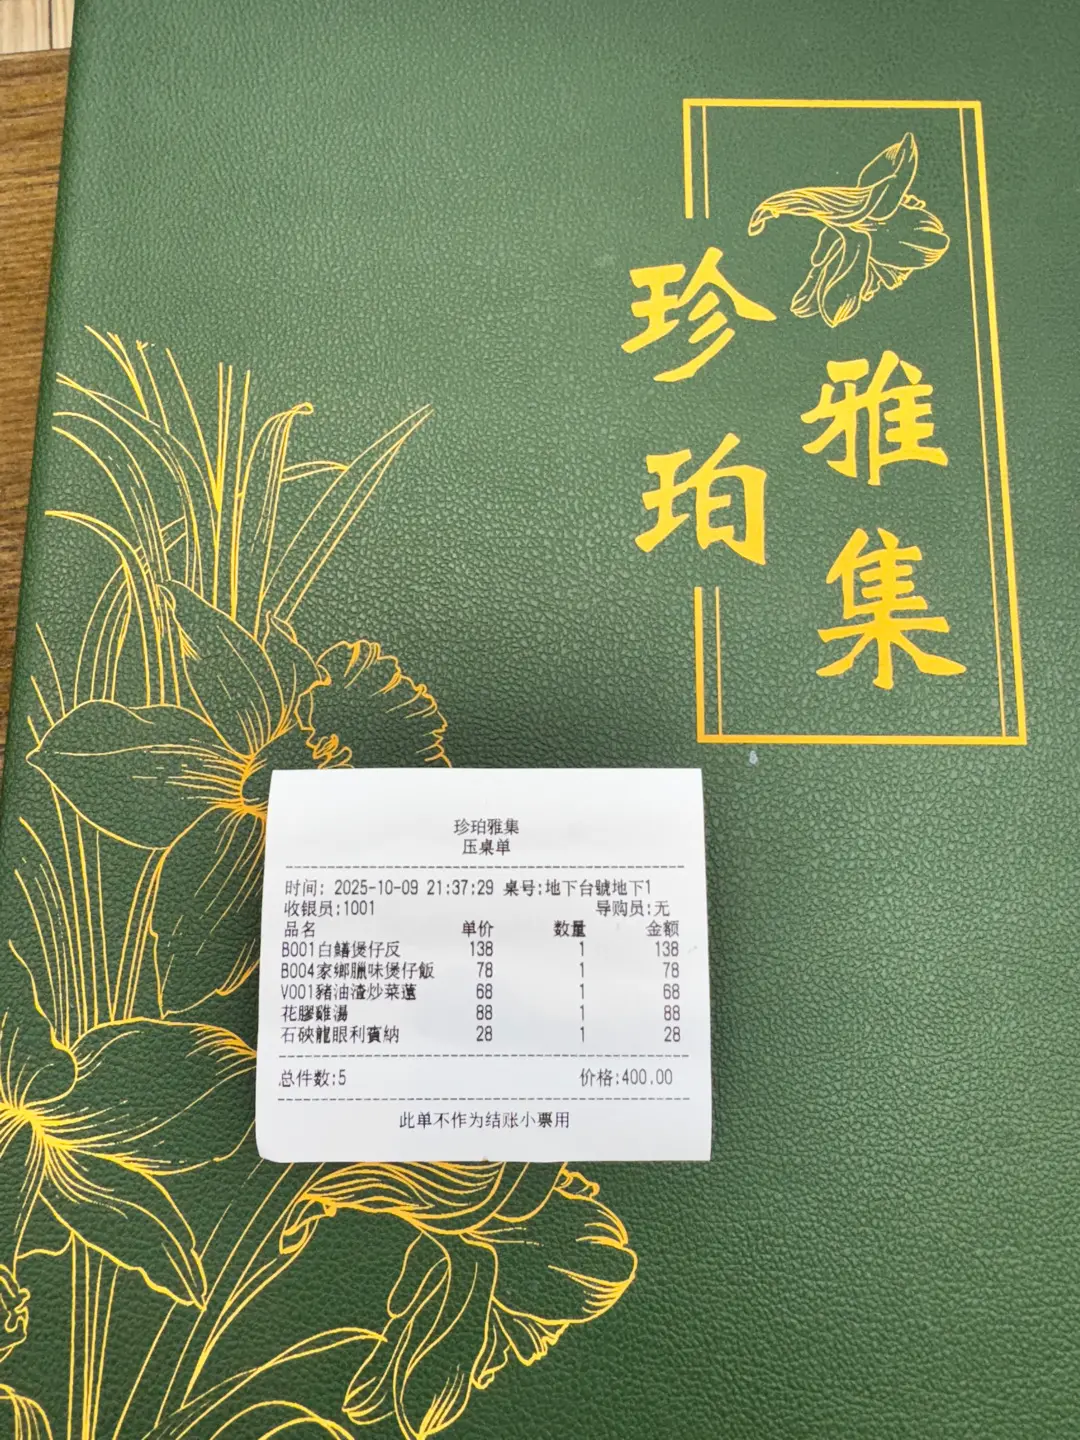 珍珀
雅集
珍珀雅集
压桌单
时间: 2025-10-09 21:37:29 桌号:地下台號地下1
收银员:1001 导购员:无
品名 单价 数量 金额
B001白鱔煲仔反 138 1 138
B004家鄉臘味煲仔飯 78 1 78
V001豬油渣炒菜薳 68 1 68
花膠雞湯 88 1 88
石硤龍眼利賓納 28 1 28
总件数:5 价格:400.00
此单不作为结账小票用